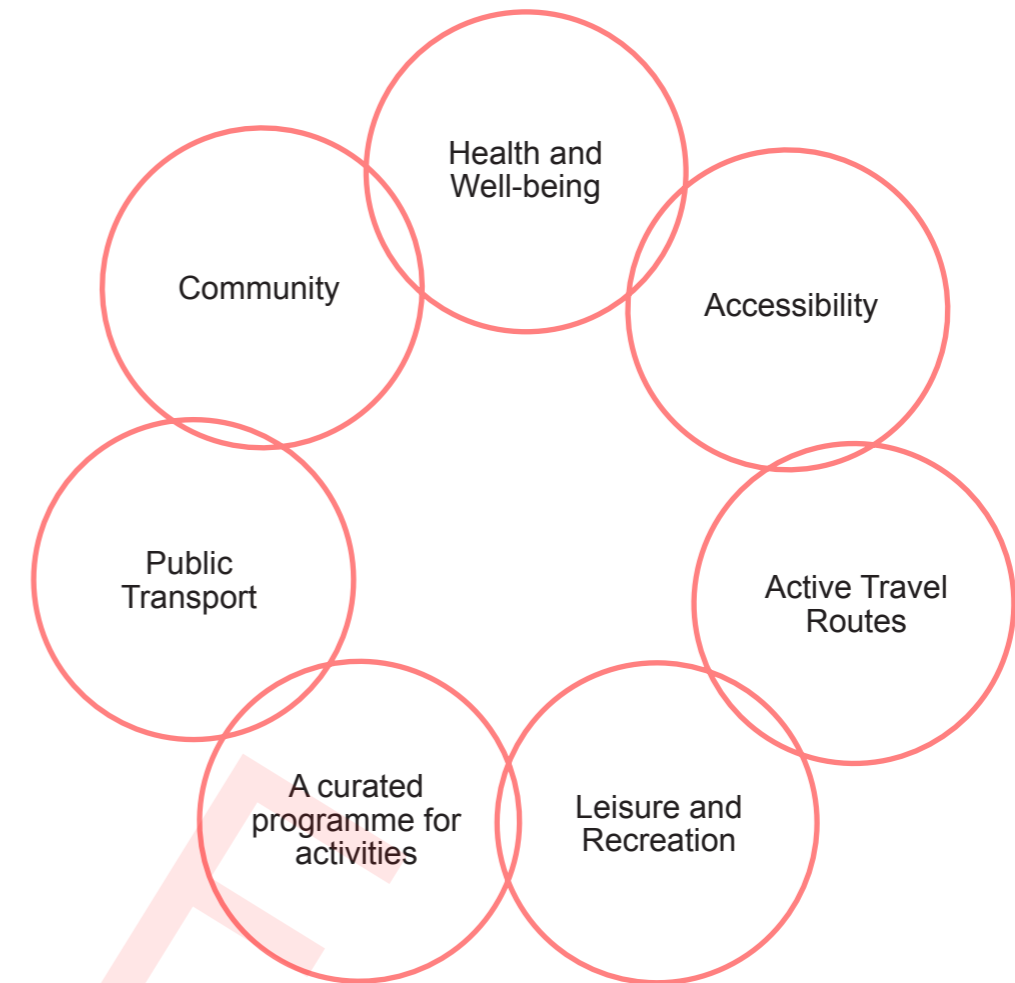 Health and
Well-being
Community
Accessibility
Public
Transport
Active Travel
Routes
A curated
programme for
activities
Leisure and
Recreation